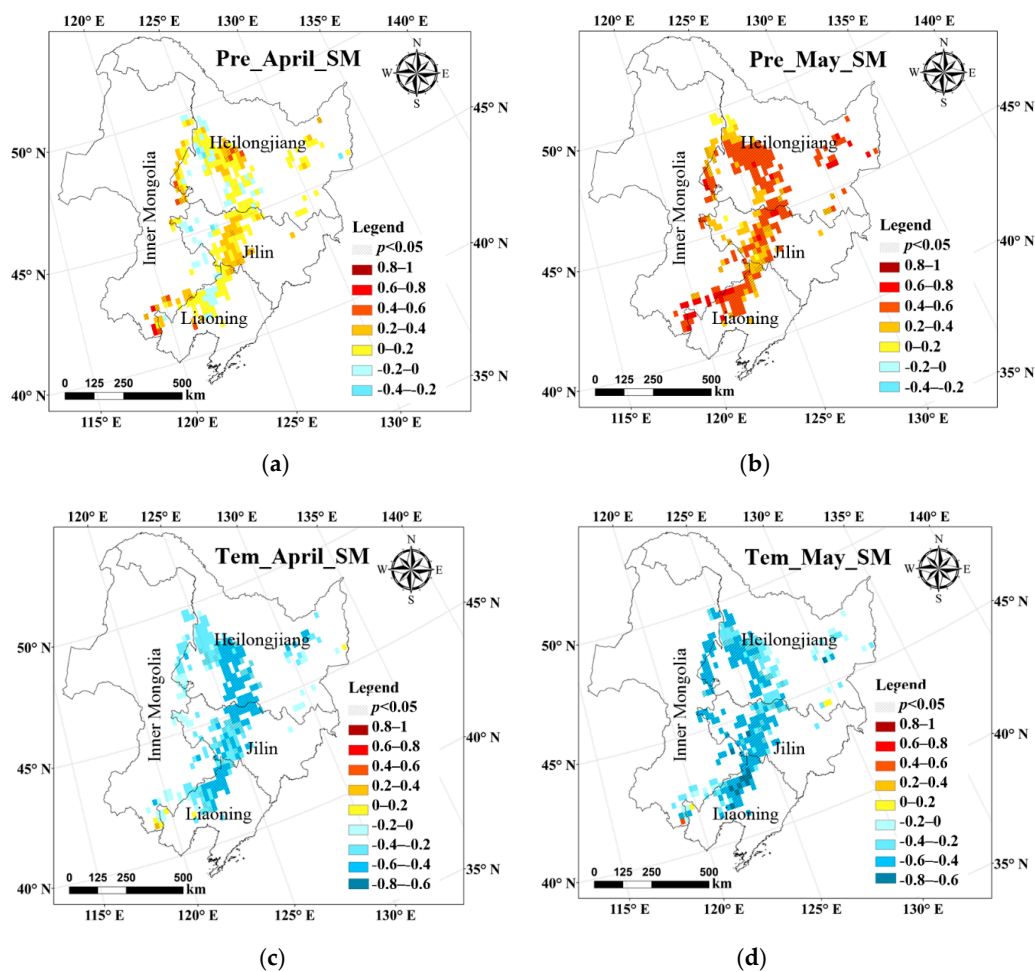 120° E 125° E 130° E 135° E
Pre_April_SM
N
W E
S
45° N
50° N
Heilongjiang
Inner Mongolia
Legend
p<0.05
0.8–1
0.6–0.8
0.4–0.6
0.2–0.4
0–0.2
-0.2–0
-0.4–-0.2
40° N
Jilin
45° N
Liaoning
35° N
0 125 250 500
km
40° N
115° E 120° E 125° E 130° E
(a)
120° E 125° E 130° E 135° E
Pre_May_SM
N
W E
S
45° N
50° N
Heilongjiang
Inner Mongolia
Legend
p<0.05
0.8–1
0.6–0.8
0.4–0.6
0.2–0.4
0–0.2
-0.2–0
-0.4–-0.2
40° N
Jilin
45° N
Liaoning
35° N
0 125 250 500
km
40° N
115° E 120° E 125° E 130° E
(b)
120° E 125° E 130° E 135° E
Tem_April_SM
N
W E
S
45° N
50° N
Heilongjiang
Inner Mongolia
Legend
p<0.05
0.8–1
0.6–0.8
0.4–0.6
0.2–0.4
0–0.2
-0.2–0
-0.4–-0.2
-0.6–-0.4
-0.8–-0.6
40° N
Jilin
45° N
Liaoning
35° N
0 125 250 500
km
40° N
115° E 120° E 125° E 130° E
(c)
120° E 125° E 130° E 135° E
Tem_May_SM
N
W E
S
45° N
50° N
Heilongjiang
Inner Mongolia
Legend
p<0.05
0.8–1
0.6–0.8
0.4–0.6
0.2–0.4
0–0.2
-0.2–0
-0.4–-0.2
-0.6–-0.4
-0.8–-0.6
40° N
Jilin
45° N
Liaoning
35° N
0 125 250 500
km
40° N
115° E 120° E 125° E 130° E
(d)